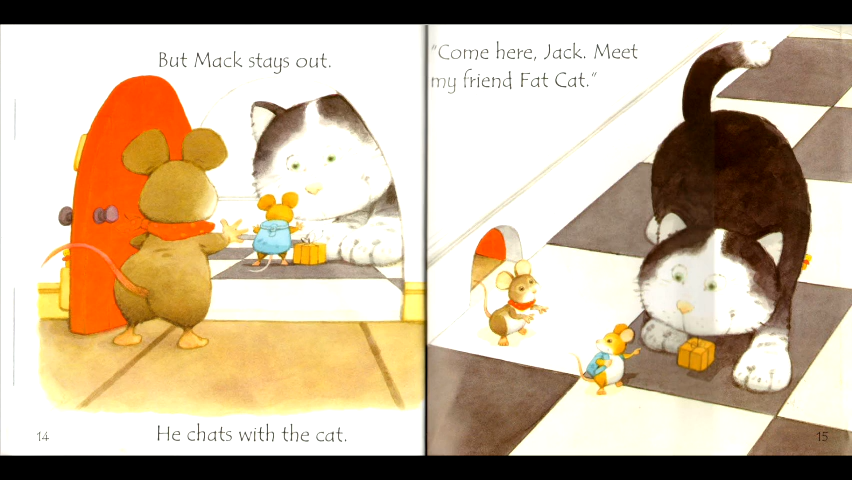 But Mack stays out.
He chats with the cat.
14
"Come here, Jack. Meet
my friend Fat Cat."
15